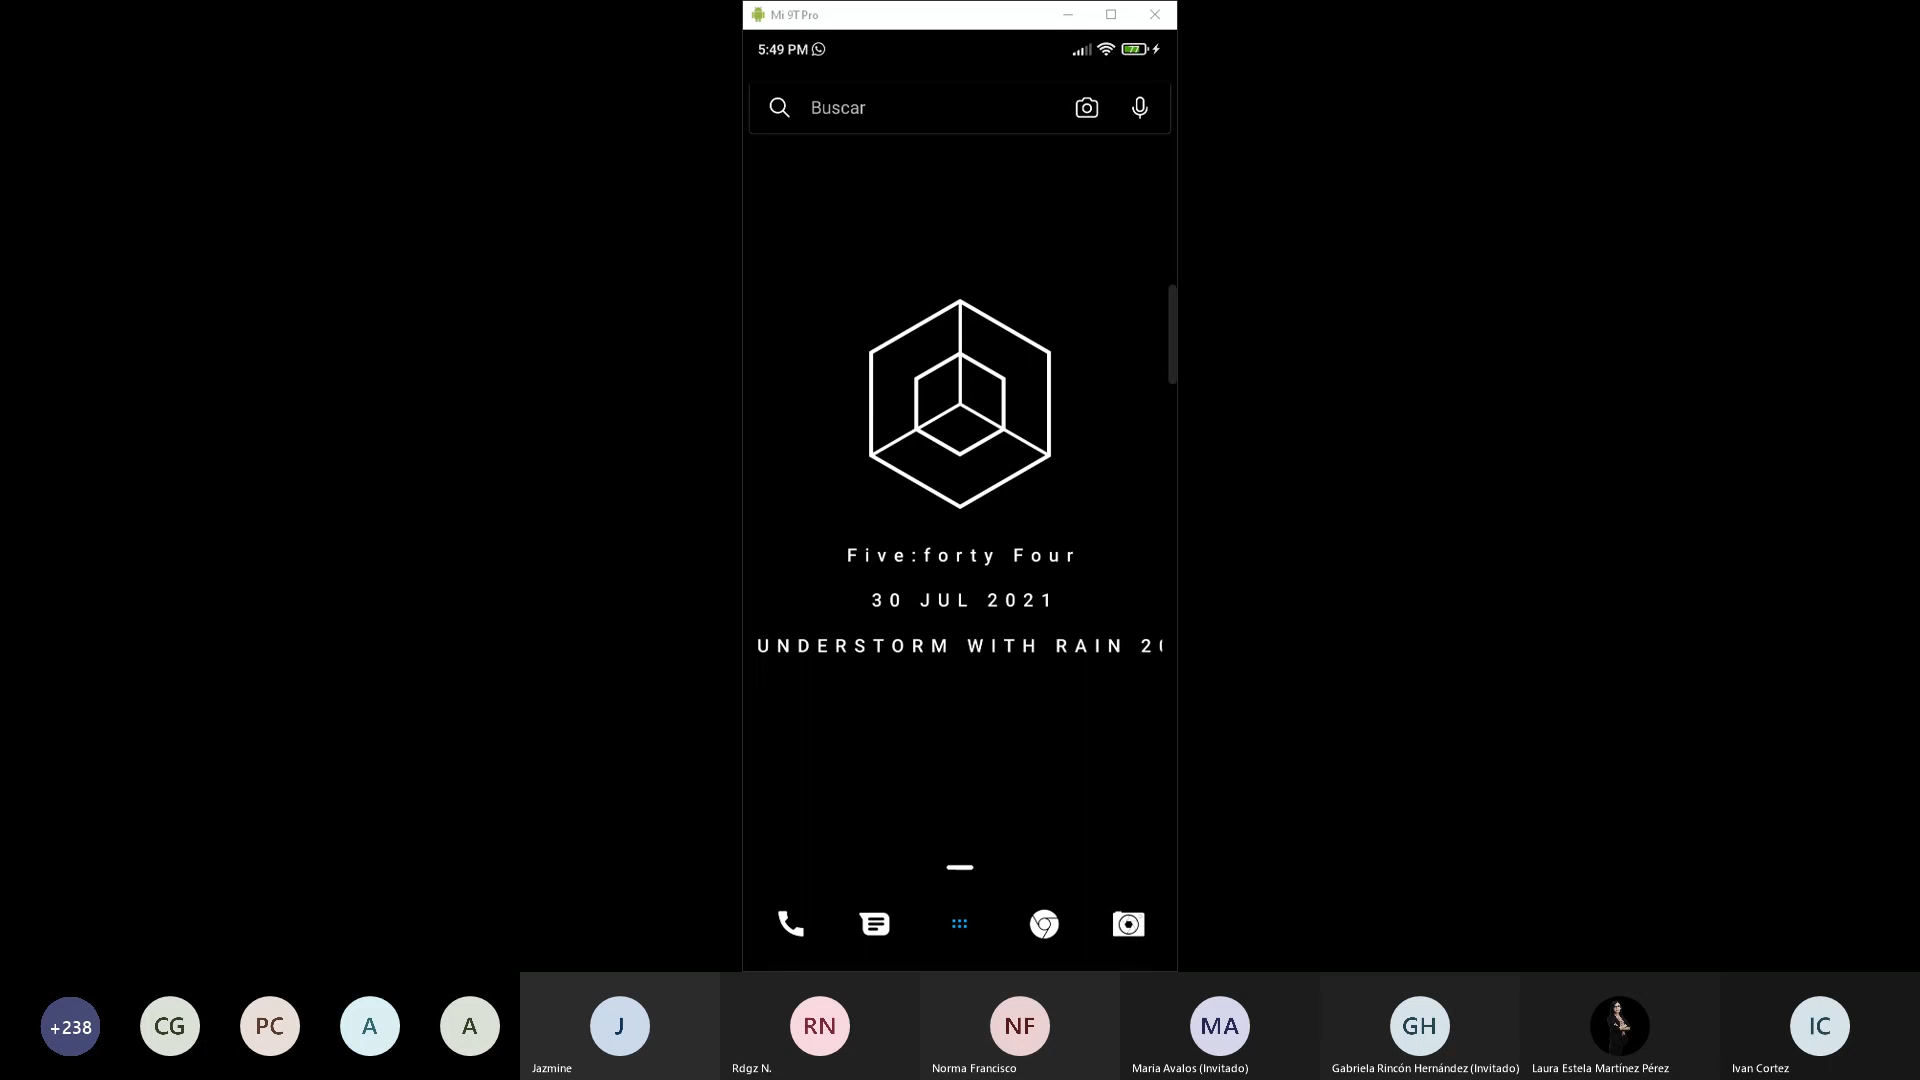 Mi 9T Pro
5:49 PM
77
Buscar
Five:forty Four
30 JUL 2021
UNDERSTORM WITH RAIN 20
+238
CG
PC
A
A
J
RN
NF
MA
GH
IC
Jazmine
Rdgz N.
Norma Francisco
Maria Avalos (Invitado)
Gabriela Rincón Hernández (Invitado)
Laura Estela Martínez Pérez
Ivan Cortez